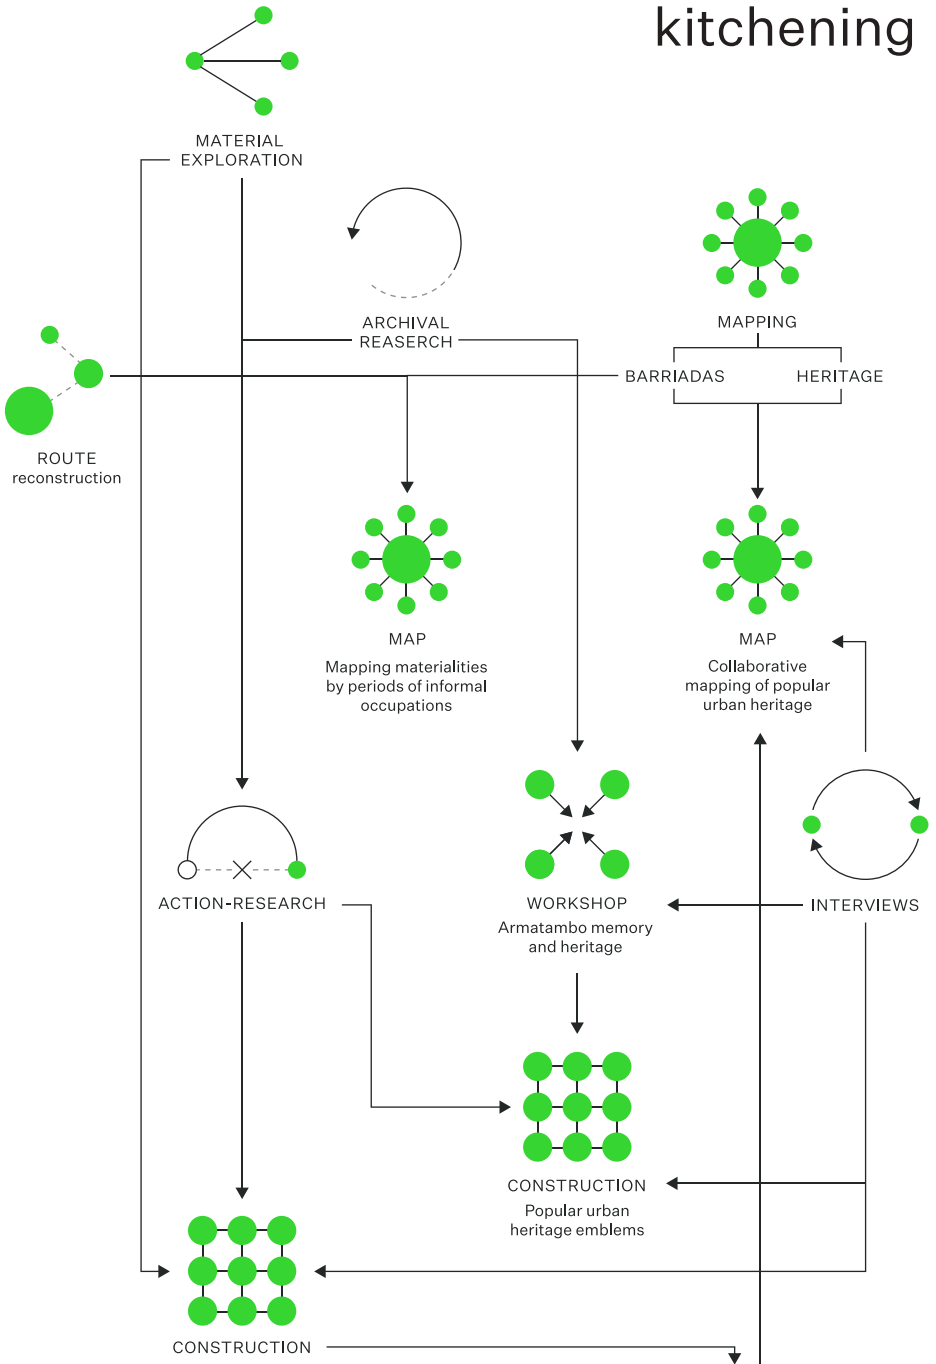 kitchening
MATERIAL
EXPLORATION
ARCHIVAL
REASERCH
MAPPING
BARRIADAS
HERITAGE
ROUTE
reconstruction
MAP
Mapping materialities
by periods of informal
occupations
MAP
Collaborative
mapping of popular
urban heritage
ACTION-RESEARCH
WORKSHOP
Armatambo memory
and heritage
INTERVIEWS
CONSTRUCTION
Popular urban
heritage emblems
CONSTRUCTION